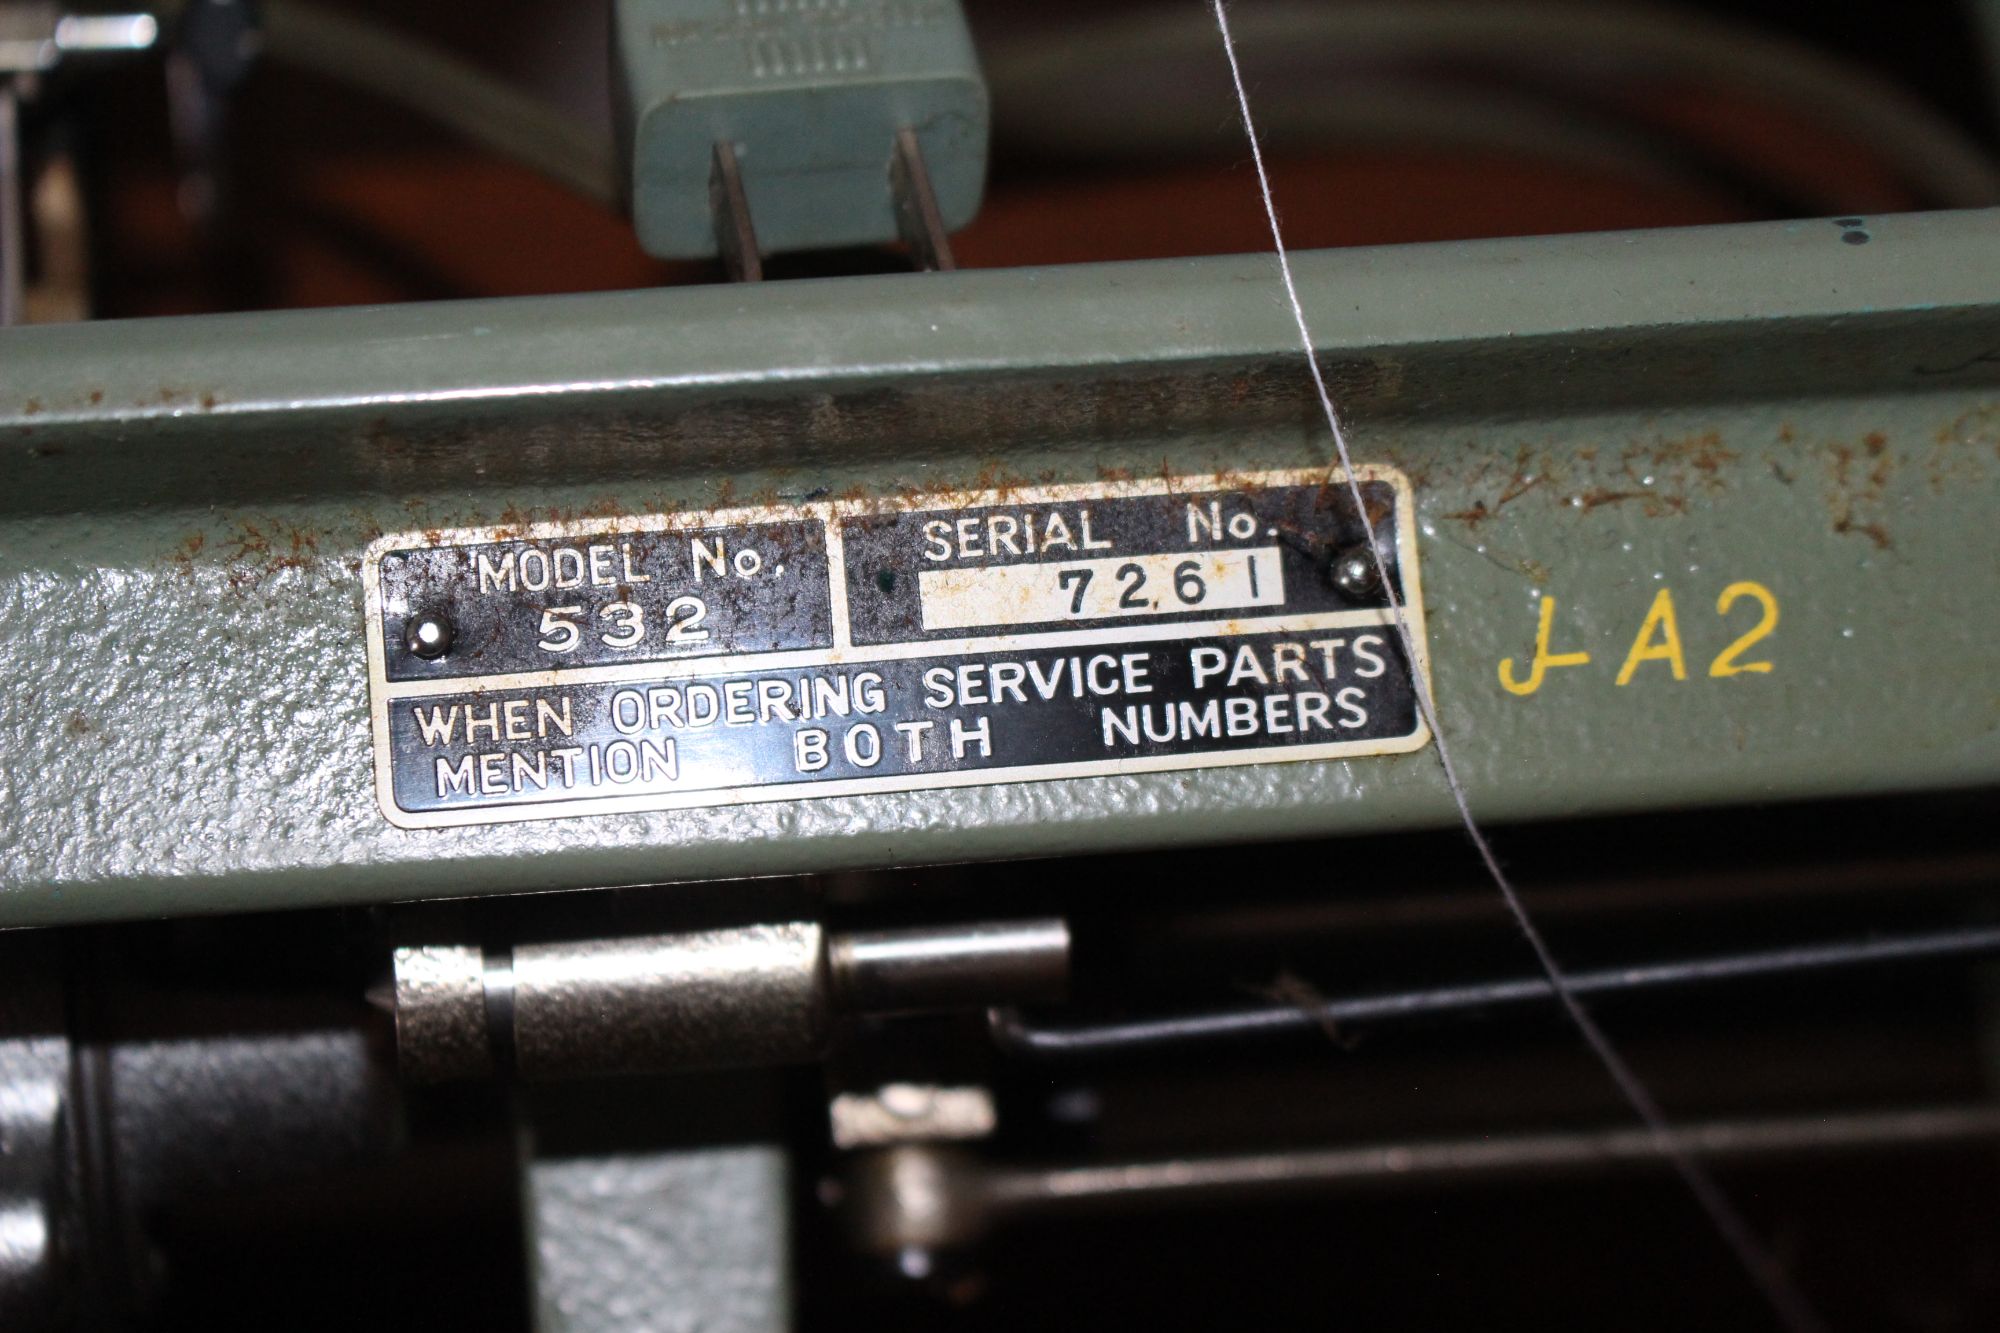 MODEL No.
532
SERIAL No.
7261
WHEN ORDERING SERVICE PARTS
MENTION BOTH NUMBERS
J-A2